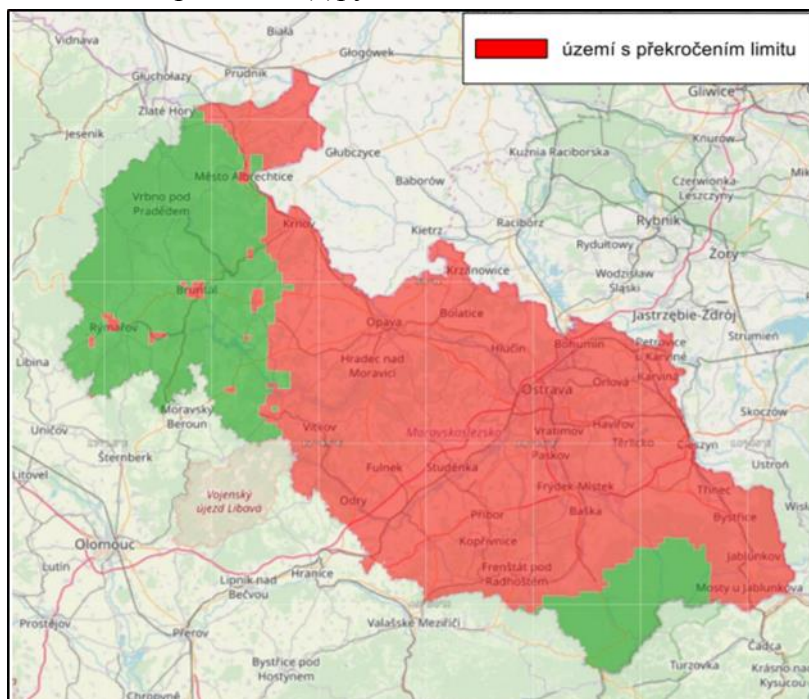 Biała
Vidnava
Głogówek
území s překročením limitu
Głuchołazy
Prudnik
Gliwice
Zlaté Hory
Jeseník
Głubczyce
Kuźnia Raciborska
Knurów
Město Albrechtice
Baborów
Czerwionka-
Leszczyny
Vrbno pod
Pradědem
Krnov
Kietrz
Racibórz
Rybnik
Rydułtowy
Żory
Krzanowice
Wodzisław
Śląski
Bruntál
Bolatice
Jastrzębie-Zdrój
Rýmařov
Opava
Hlučín
Bohumín
Petrovice
u Karviné
Strumień
Libina
Hradec nad
Moravicí
Orlová
Karviná
Ostrava
Moravský
Beroun
Skoczów
Uničov
Vítkov
Moravskoslezsko
Vratimov
Havířov
Šternberk
Paskov
Těrlicko
Cieszyn
Litovel
Fulnek
Studénka
Ustroń
Vojenský
újezd Libavá
Odry
Frýdek-Místek
Třinec
Příbor
Baška
Bystřice
Olomouc
Kopřivnice
Lutín
Hranice
Frenštát pod
Radhoštěm
Jablunkov
Lipník nad
Bečvou
Mosty u Jablunkova
Prostějov
Valašské Meziříčí
Přerov
Čadca
Bystřice pod
Hostýnem
Turzovka
Krásno nad
Kysucou